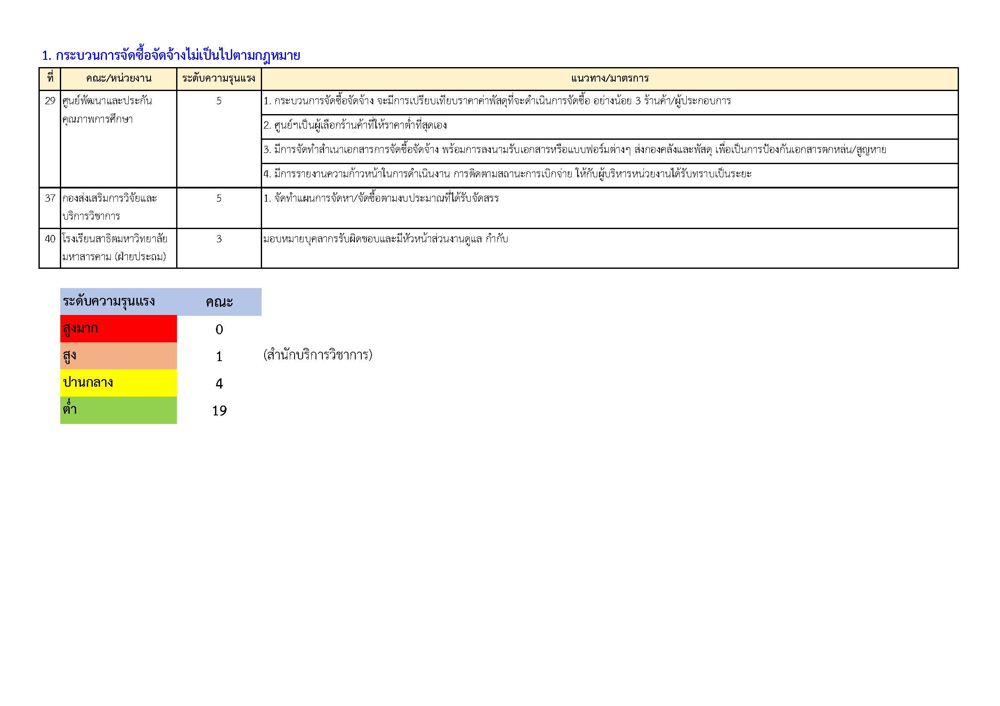 1. กระบวนการจัดซื้อจัดจ้างไม่เป็นไปตามกฎหมาย
ที่ คณะ/หน่วยงาน ระดับความรุนแรง แนวทาง/มาตรการ
29 ศูนย์พัฒนาและประกัน 5 1. กระบวนการจัดซื้อจัดจ้าง จะมีการเปรียบเทียบราคาค่าพัสดุที่จะดำเนินการจัดซื้อ อย่างน้อย 3 ร้านค้า/ผู้ประกอบการ
คุณภาพการศึกษา
2. ศูนย์ฯเป็นผู้เลือกร้านค้าที่ให้ราคาต่ำที่สุดเอง
3. มีการจัดทำสำเนาเอกสารการจัดซื้อจัดจ้าง พร้อมการลงนามรับเอกสารหรือแบบฟอร์มต่างๆ ส่งกองคลังและพัสดุ เพื่อเป็นการป้องกันเอกสารตกหล่น/สูญหาย
4. มีการรายงานความก้าวหน้าในการดำเนินงาน การติดตามสถานะการเบิกจ่าย ให้กับผู้บริหารหน่วยงานได้รับทราบเป็นระยะ
37 กองส่งเสริมการวิจัยและ 5 1. จัดทำแผนการจัดหา/จัดซื้อตามงบประมาณที่ได้รับจัดสรร
บริการวิชาการ
40 โรงเรียนสาธิตมหาวิทยาลัย 3 มอบหมายบุคลากรรับผิดชอบและมีหัวหน้าส่วนงานดูแล กำกับ
มหาสารคาม (ฝ่ายประถม)
ระดับความรุนแรง คณะ
สูงมาก 0
สูง 1 (สำนักบริการวิชาการ)
ปานกลาง 4
ต่ำ 19